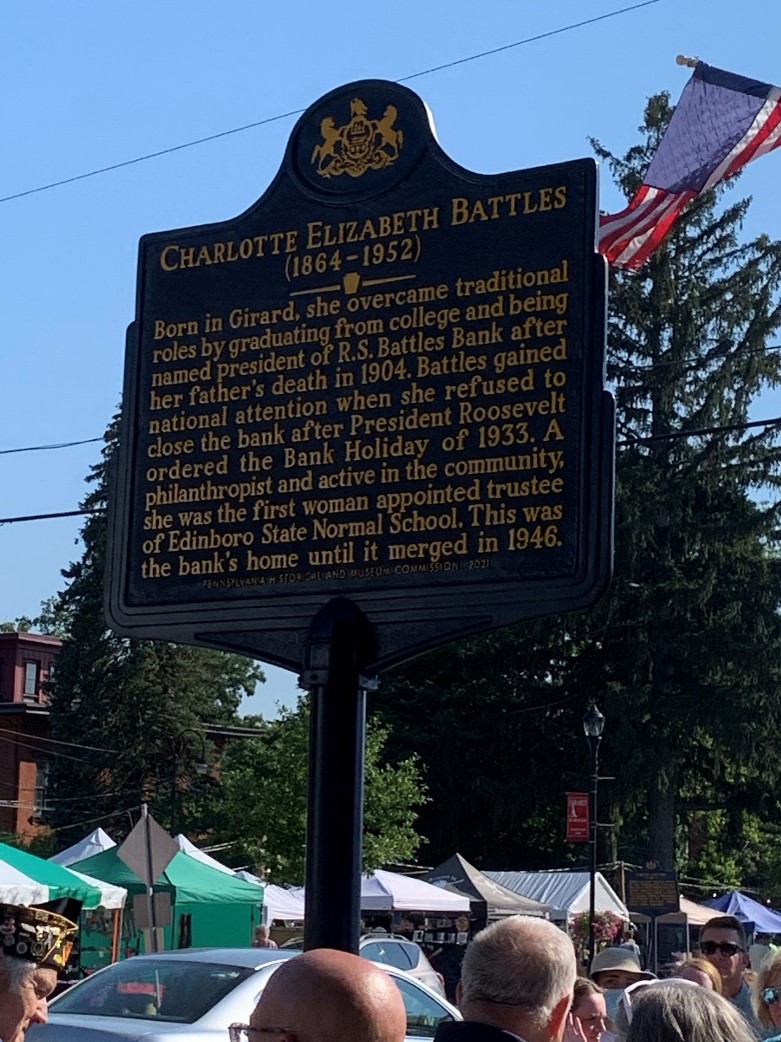 CHARLOTTE ELIZABETH BATTLES
(1864-1952)
Born in Girard, she overcame traditional
roles by graduating from college and being
named president of R.S. Battles Bank after
her father's death in 1904. Battles gained
national attention when she refused to
close the bank after President Roosevelt
ordered the Bank Holiday of 1933. A
philanthropist and active in the community,
she was the first woman appointed trustee
of Edinboro State Normal School. This was
the bank's home until it merged in 1946.
PENNSYLVANIA HISTORICAL AND MUSEUM COMMISSION 2021
GIRARD